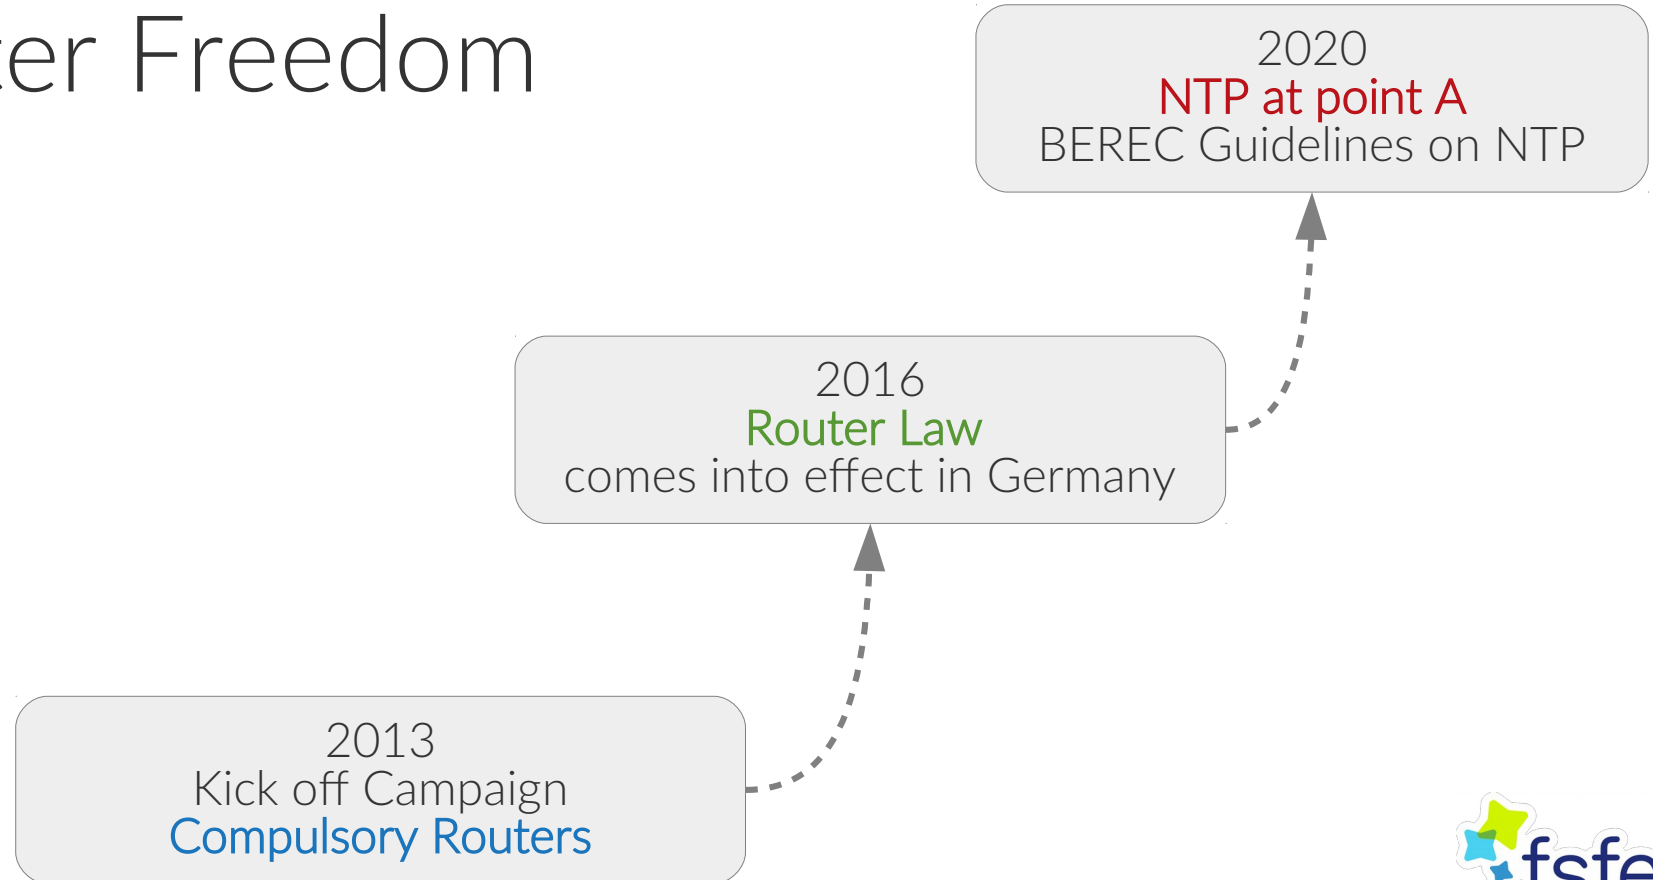 ter Freedom
2020
NTP at point A
BEREC Guidelines on NTP
2016
Router Law
comes into effect in Germany
2013
Kick off Campaign
Compulsory Routers
fsfe